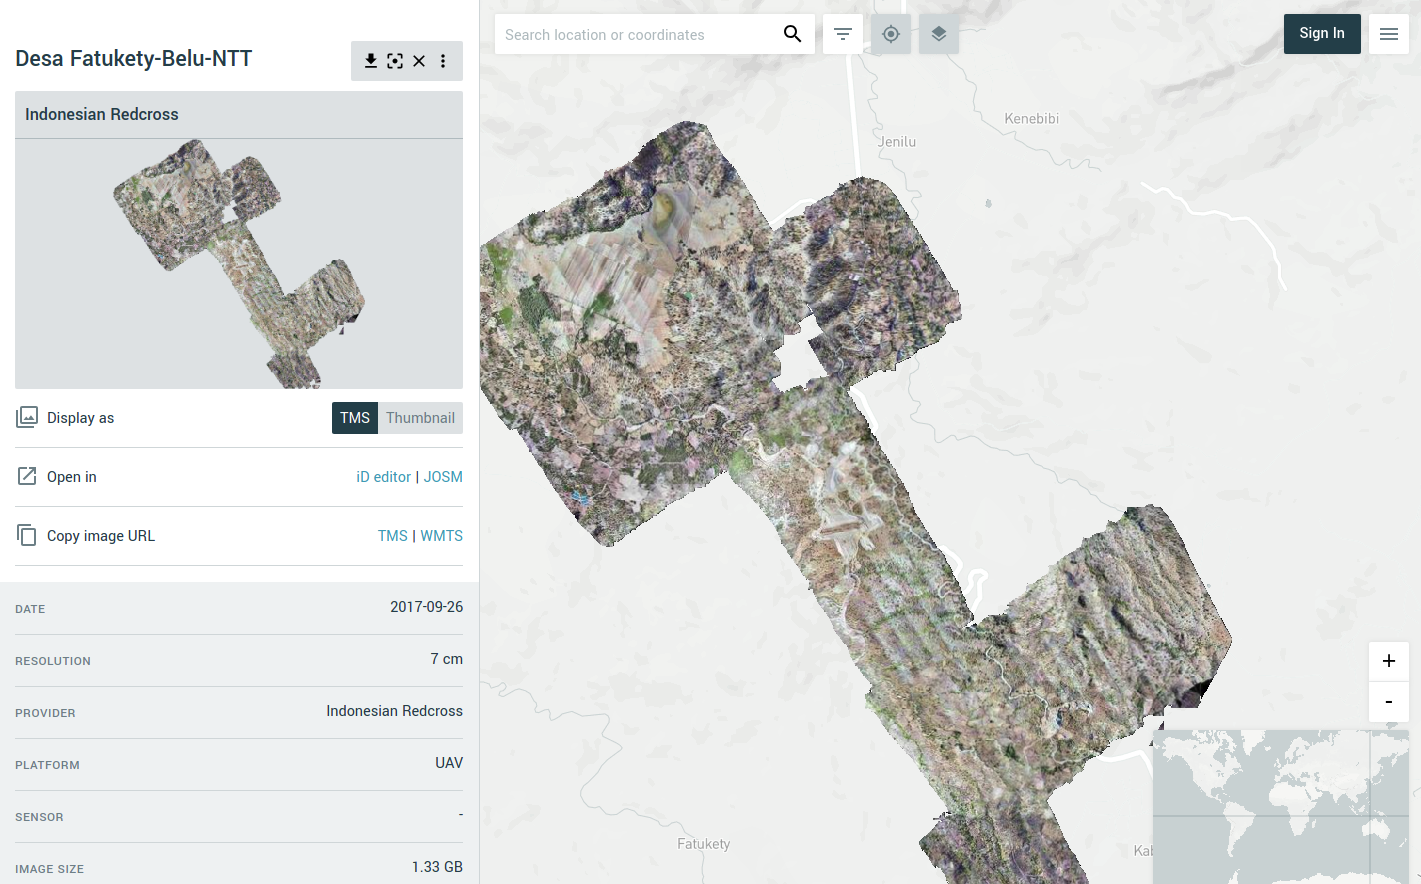 Desa Fatukety-Belu-NTT
Indonesian Redcross
Display as
TMS Thumbnail
Open in
iD editor | JOSM
Copy image URL
TMS | WMTS
DATE
2017-09-26
RESOLUTION
7 cm
PROVIDER
Indonesian Redcross
PLATFORM
UAV
SENSOR
-
IMAGE SIZE
1.33 GB
Search location or coordinates
Sign In
Kenebibi
Jenilu
+
-
Fatukety
Kab